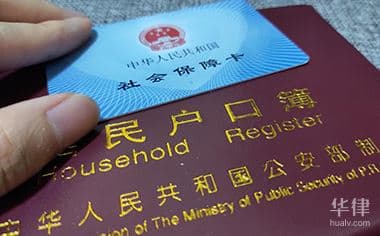 中华人民共和国
社会保障卡
民户口簿
Household Register
中华人民共和国公安部制
ion of The Ministry of Public Security of P.R
华律
hualv.com